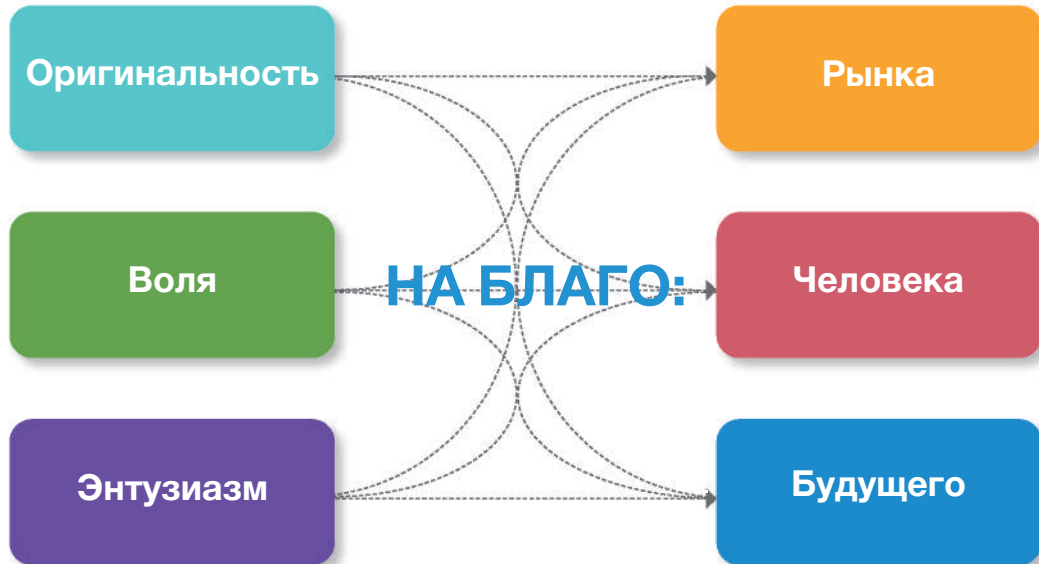 Оригинальность
Рынка
Воля
НА БЛАГО:
Человека
Энтузиазм
Будущего